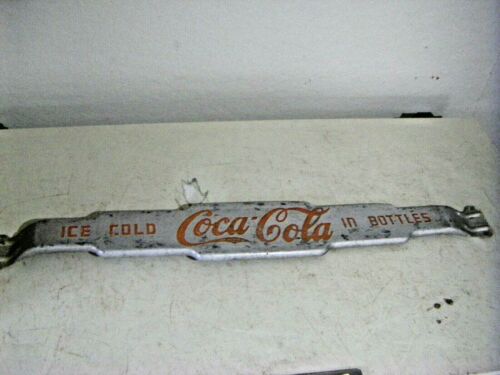 ICE COLD Coca-Cola IN BOTTLES